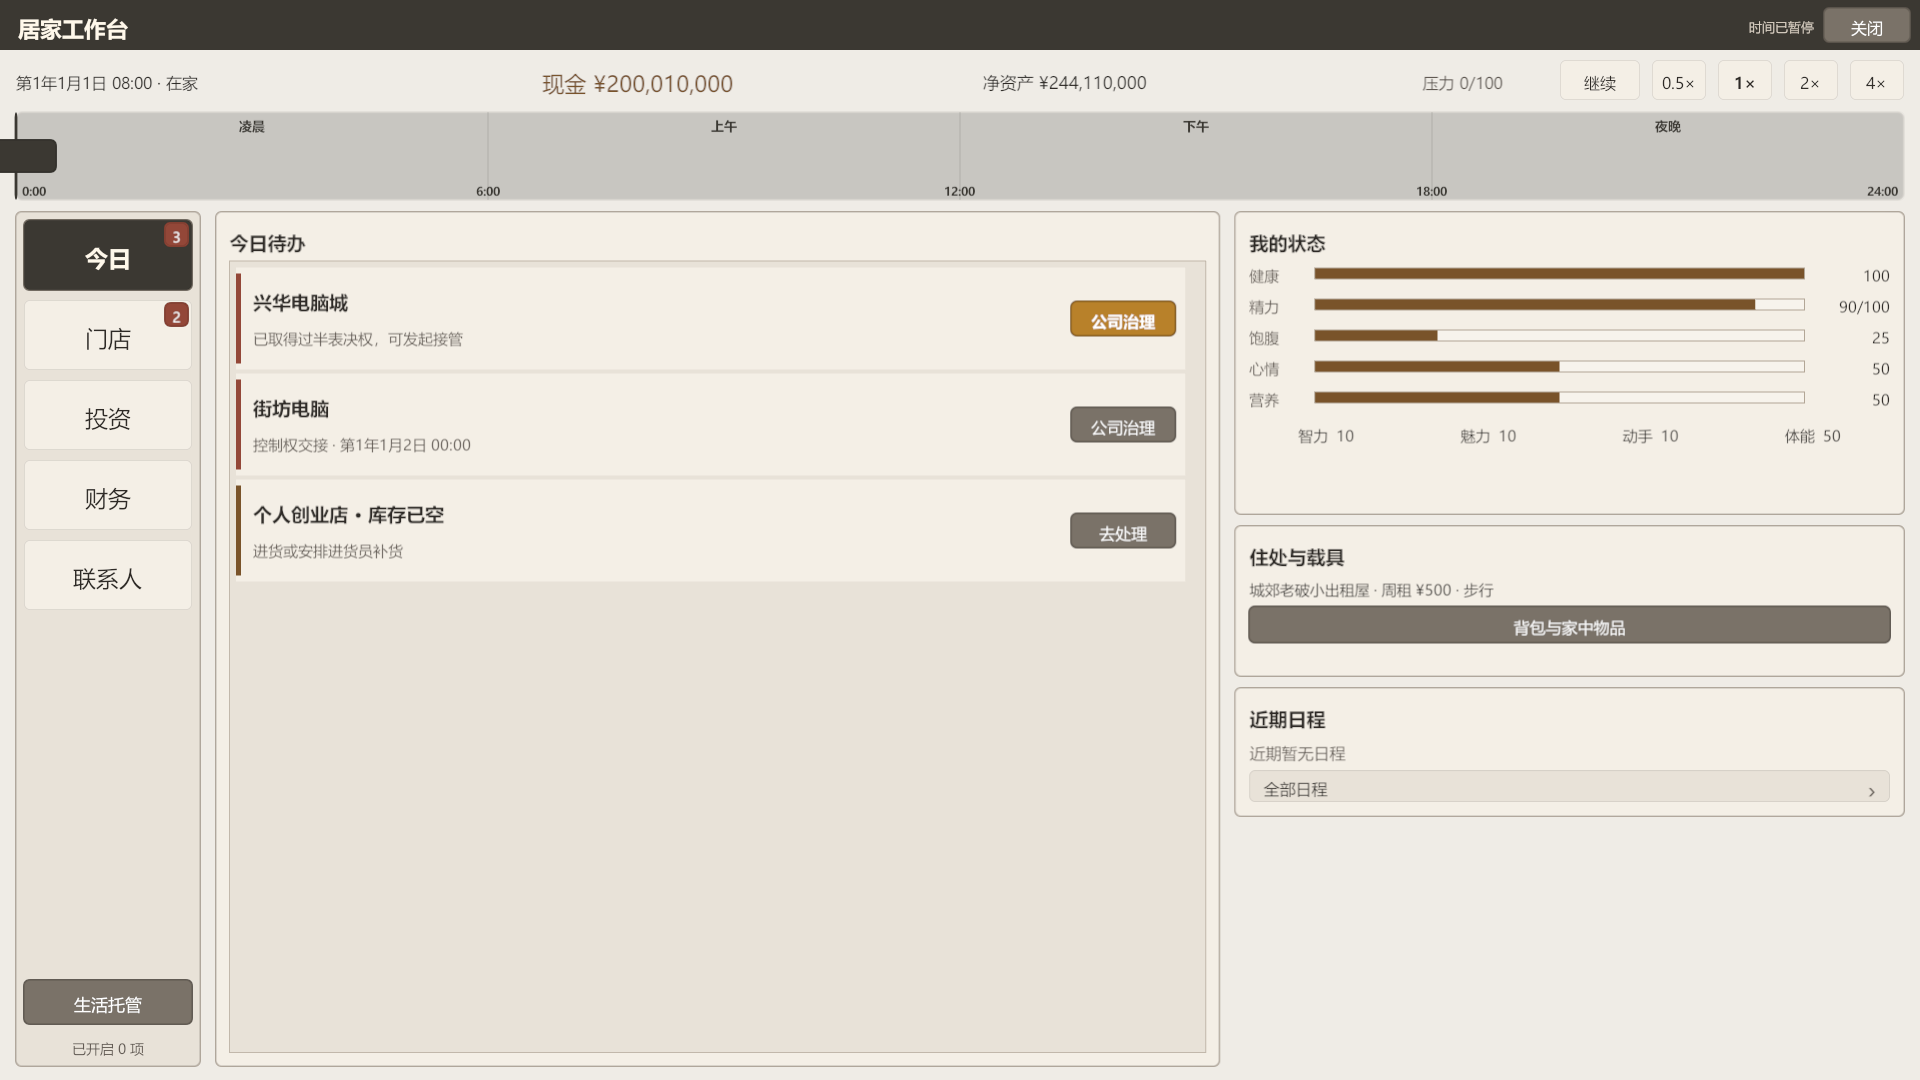 居家工作台
时间已暂停
关闭
第1年1月1日 08:00 · 在家
现金 ¥200,010,000
净资产 ¥244,110,000
压力 0/100
继续
0.5×
1×
2×
4×
凌晨
上午
下午
夜晚
0:00
6:00
12:00
18:00
24:00
今日
3
门店
2
投资
财务
联系人
生活托管
已开启 0 项
今日待办
兴华电脑城
已取得过半表决权，可发起接管
公司治理
街坊电脑
控制权交接 · 第1年1月2日 00:00
公司治理
个人创业店・库存已空
进货或安排进货员补货
去处理
我的状态
健康 100
精力 90/100
饱腹 25
心情 50
营养 50
智力 10
魅力 10
动手 10
体能 50
住处与载具
城郊老破小出租屋 · 周租 ¥500 · 步行
背包与家中物品
近期日程
近期暂无日程
全部日程 ›